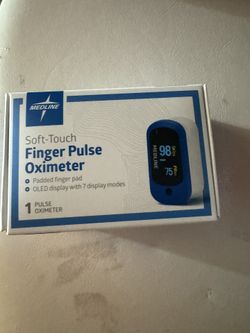 MEDLINE
Soft-Touch
Finger Pulse
Oximeter
• Padded finger pad
• OLED display with 7 display modes
1 PULSE
OXIMETER
98
75
MEDLINE